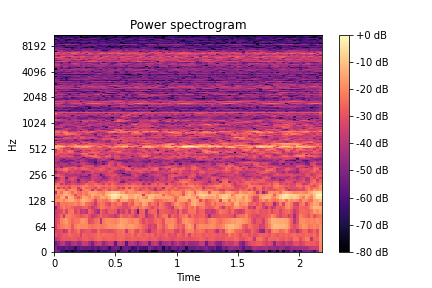 Power spectrogram
8192
4096
2048
1024
512
256
128
64
0
Hz
0
0.5
1
1.5
2
Time
+0 dB
-10 dB
-20 dB
-30 dB
-40 dB
-50 dB
-60 dB
-70 dB
-80 dB